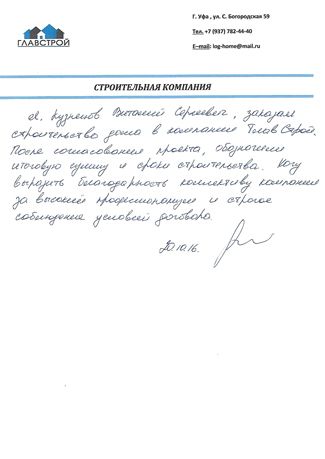 ГЛАВСТРОЙ
Г. Уфа , ул. С. Богородская 59
Тел. +7 (937) 782-44-40
E-mail: log-home@mail.ru
СТРОИТЕЛЬНАЯ КОМПАНИЯ
Я, Кузнецов Виталий Сергеевич, заказал
строительство дома в компании ГлавСтрой.
После согласования проекта, обозначили
итоговую сумму и сроки строительства. Хочу
выразить благодарность коллективу компании
за высокий профессионализм и строгое
соблюдение условий договора.
20.10.16.